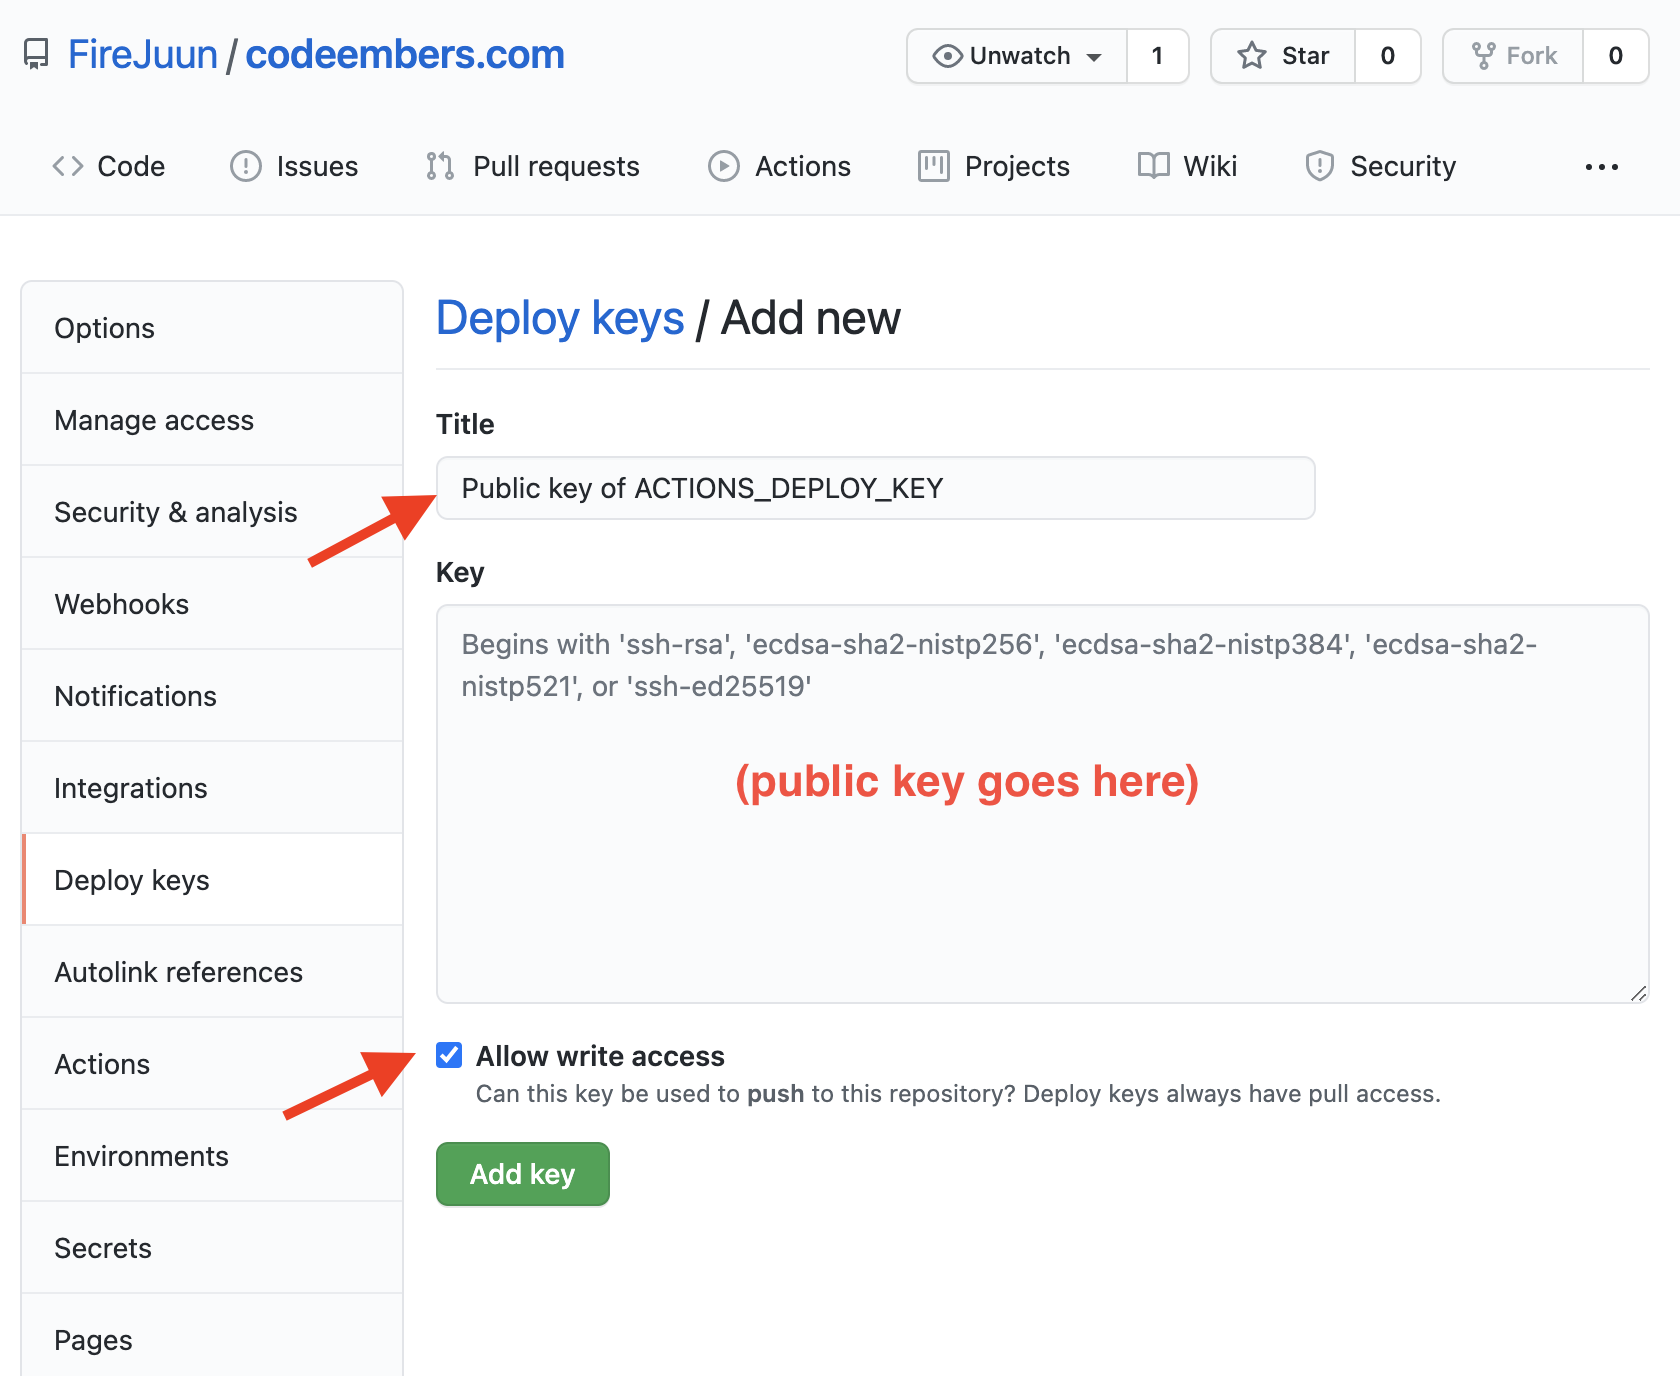 FireJuun / codeembers.com
Unwatch 1
Star 0
Fork 0
Code Issues Pull requests Actions Projects Wiki Security ...
Options
Manage access
Security & analysis
Webhooks
Notifications
Integrations
Deploy keys
Autolink references
Actions
Environments
Secrets
Pages
Deploy keys / Add new
Title
Public key of ACTIONS_DEPLOY_KEY
Key
Begins with 'ssh-rsa', 'ecdsa-sha2-nistp256', 'ecdsa-sha2-nistp384', 'ecdsa-sha2-
nistp521', or 'ssh-ed25519'
(public key goes here)
Allow write access
Can this key be used to push to this repository? Deploy keys always have pull access.
Add key